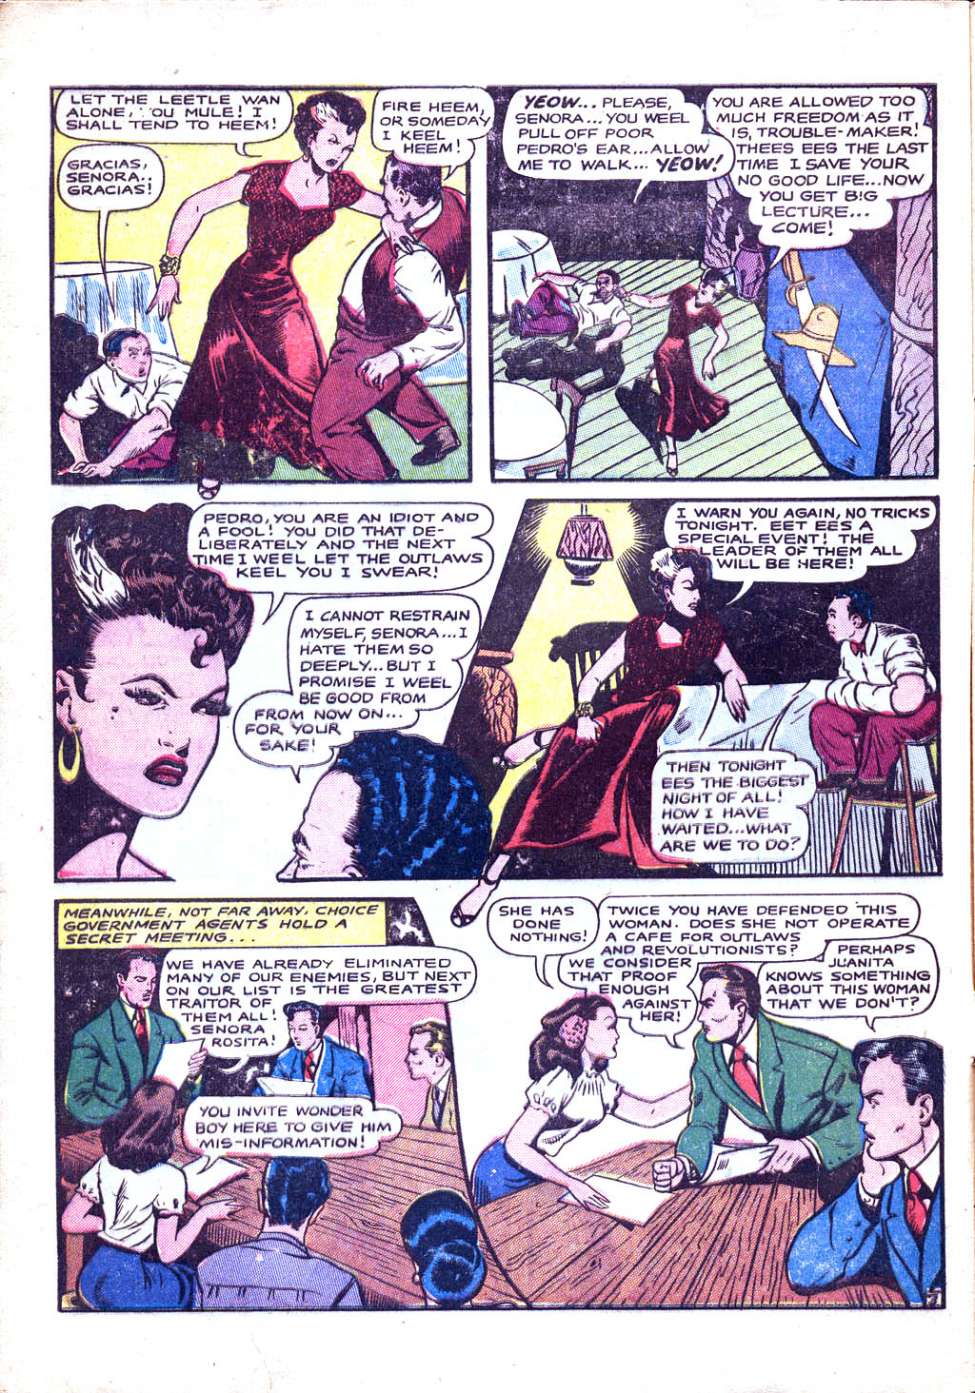 LET THE LEETLE WAN
ALONE, YOU MULE! I
SHALL TEND TO HEEM!
GRACIAS,
SENORA..
GRACIAS!
FIRE HEEM,
OR SOMEDAY
I KEEL
HEEM!
YEOW... PLEASE,
SENORA... YOU WEEL
PULL OFF POOR
PEDRO'S EAR... ALLOW
ME TO WALK... YEOW!
YOU ARE ALLOWED TOO
MUCH FREEDOM AS IT
IS, TROUBLE-MAKER!
THEES EES THE LAST
TIME I SAVE YOUR
NO GOOD LIFE... NOW
YOU GET BIG
LECTURE...
COME!
PEDRO, YOU ARE AN IDIOT AND
A FOOL! YOU DID THAT DE-
LIBERATELY AND THE NEXT
TIME I WEEL LET THE OUTLAWS
KEEL YOU I SWEAR!
I CANNOT RESTRAIN
MYSELF, SENORA... I
HATE THEM SO
DEEPLY... BUT I
PROMISE I WEEL
BE GOOD FROM
FROM NOW ON...
FOR YOUR
SAKE!
I WARN YOU AGAIN, NO TRICKS
TONIGHT. EET EES A
SPECIAL EVENT! THE
LEADER OF THEM ALL
WILL BE HERE!
THEN TONIGHT
EES THE BIGGEST
NIGHT OF ALL!
HOW I HAVE
WAITED... WHAT
ARE WE TO DO?
MEANWHILE, NOT FAR AWAY, CHOICE
GOVERNMENT AGENTS HOLD A
SECRET MEETING...
WE HAVE ALREADY ELIMINATED
MANY OF OUR ENEMIES, BUT NEXT
ON OUR LIST IS THE GREATEST
TRAITOR OF
THEM ALL!
SENORA
ROSITA!
YOU INVITE WONDER
BOY HERE TO GIVE HIM
MIS-INFORMATION!
SHE HAS
DONE
NOTHING!
TWICE YOU HAVE DEFENDED THIS
WOMAN. DOES SHE NOT OPERATE
A CAFE FOR OUTLAWS
AND REVOLUTIONISTS?
WE CONSIDER
THAT PROOF
ENOUGH
AGAINST
HER!
PERHAPS
JUANITA
KNOWS SOMETHING
ABOUT THIS WOMAN
THAT WE DON'T?
7